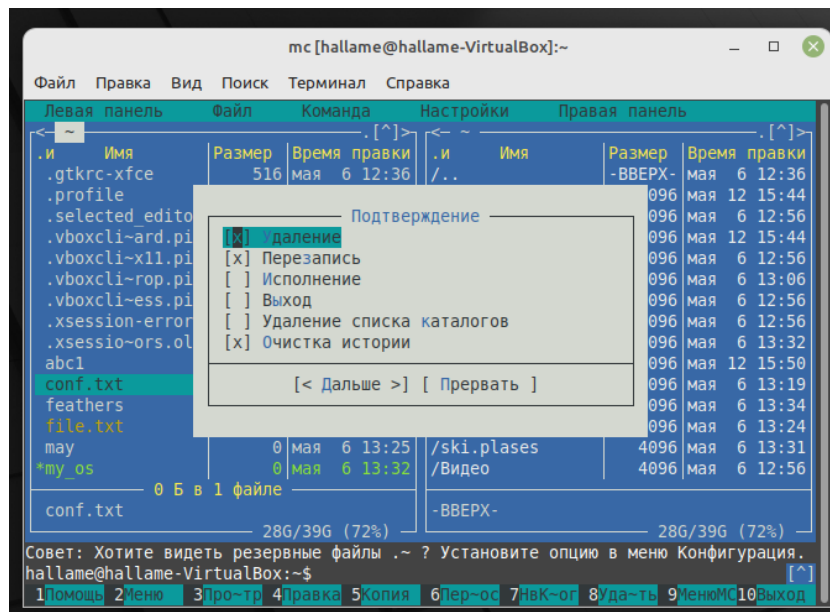 mc [hallame@hallame-VirtualBox]:~
Файл Правка Вид Поиск Терминал Справка
Левая панель Файл Команда Настройки Правая панель
<— ~ .[^]> <— ~ .[^]>
.и Имя Размер Время правки .и Имя Размер Время правки
.gtkrc-xfce 516 мая 6 12:36 /.. -ВВЕРХ- мая 6 12:36
.profile 096 мая 12 15:44
.selected_edito Подтверждение 096 мая 6 12:56
.vboxcli~ard.pi [x] Удаление 096 мая 12 15:44
.vboxcli~x11.pi [x] Перезапись 096 мая 6 12:56
.vboxcli~rop.pi [ ] Исполнение 096 мая 6 13:06
.vboxcli~ess.pi [ ] Выход 096 мая 6 12:56
.xsession-error [ ] Удаление списка каталогов 096 мая 6 12:56
.xsessio~ors.ol [x] Очистка истории 096 мая 6 13:32
abc1 096 мая 12 15:50
conf.txt [< Дальше >] [ Прервать ] 096 мая 6 13:19
feathers 096 мая 6 13:34
file.txt 096 мая 6 13:24
may 0 мая 6 13:25 /ski.plases 4096 мая 6 13:31
*my_os 0 мая 6 13:32 /Видео 4096 мая 6 12:56
0 Б в 1 файле
conf.txt -ВВЕРХ-
28G/39G (72%) 28G/39G (72%)
Совет: Хотите видеть резервные файлы .~ ? Установите опцию в меню Конфигурация.
hallame@hallame-VirtualBox:~$ [^]
1Помощь 2Меню 3Про~тр 4Правка 5Копия 6Пер~ос 7НвК~ог 8Уда~ть 9МенюМС 10Выход